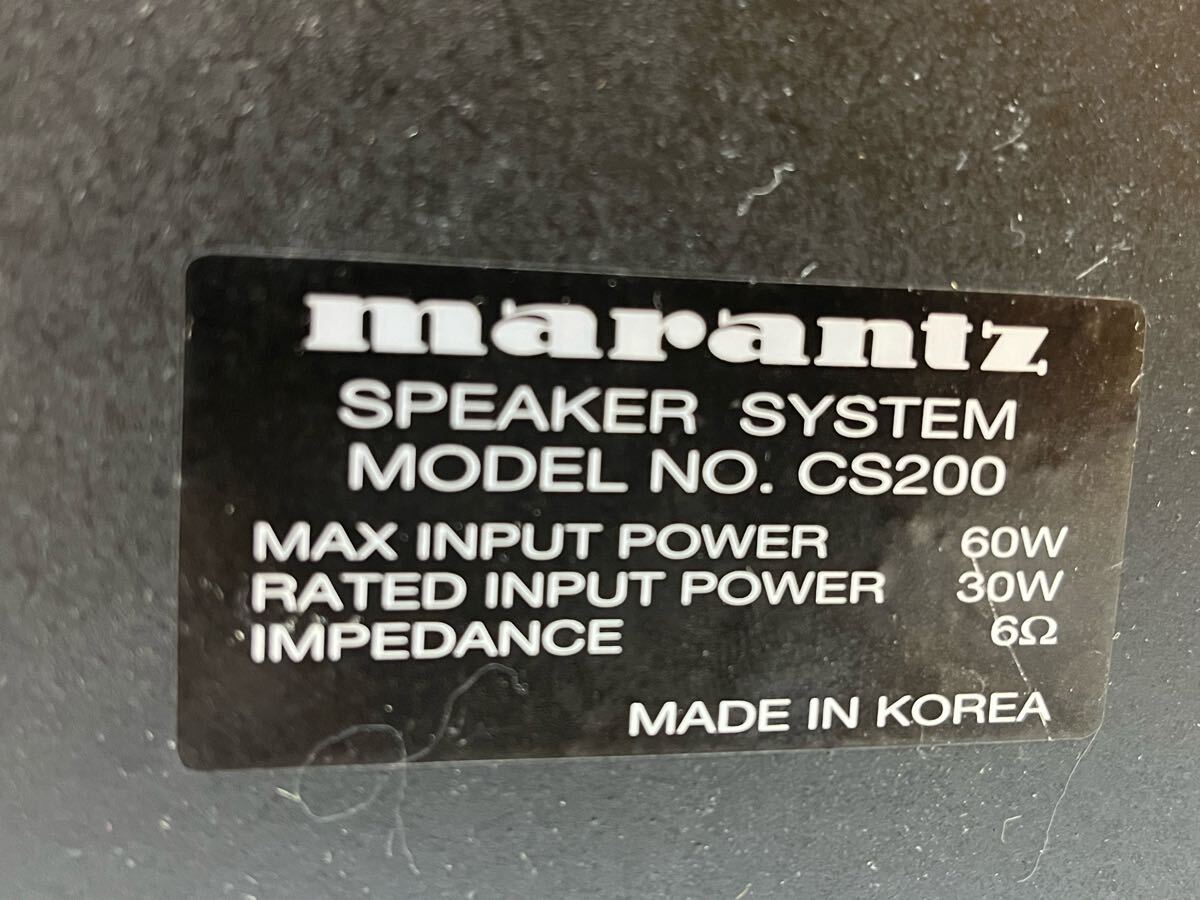 marantz
SPEAKER SYSTEM
MODEL NO. CS200
MAX INPUT POWER 60W
RATED INPUT POWER 30W
IMPEDANCE 6Ω
MADE IN KOREA